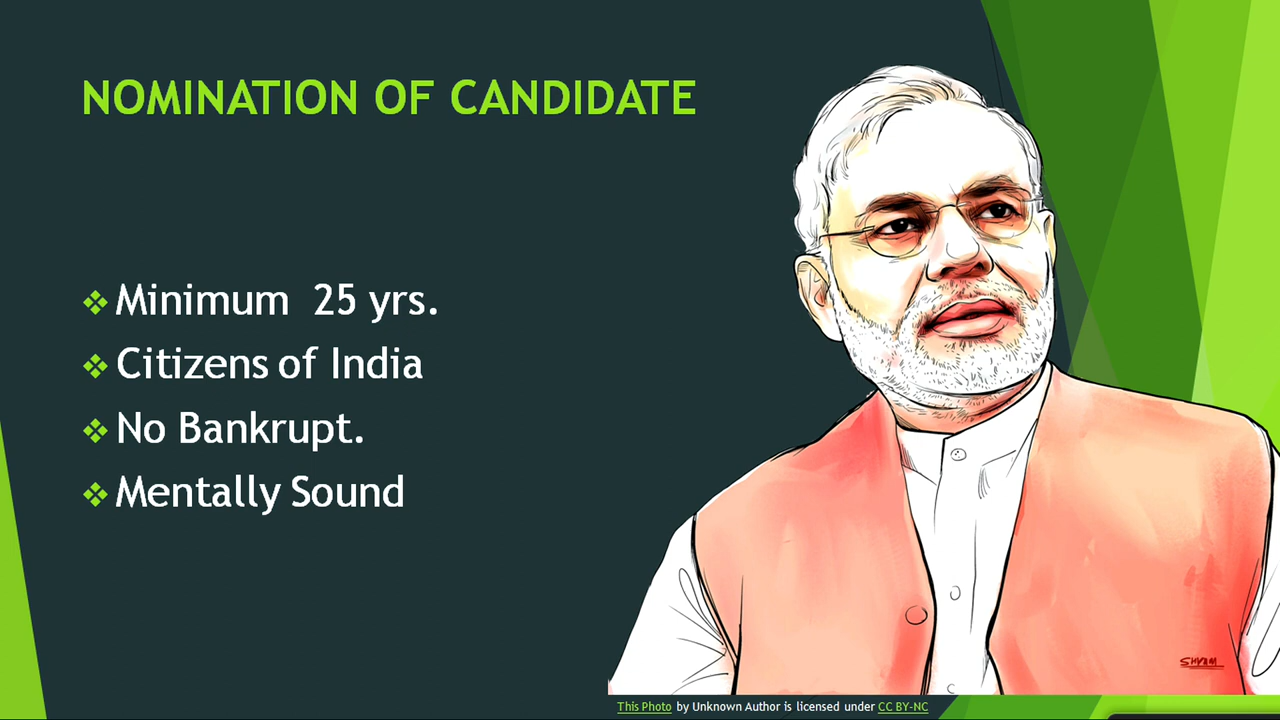 NOMINATION OF CANDIDATE
❖ Minimum 25 yrs.
❖ Citizens of India
❖ No Bankrupt.
❖ Mentally Sound
SHYAM
This Photo by Unknown Author is licensed under CC BY-NC